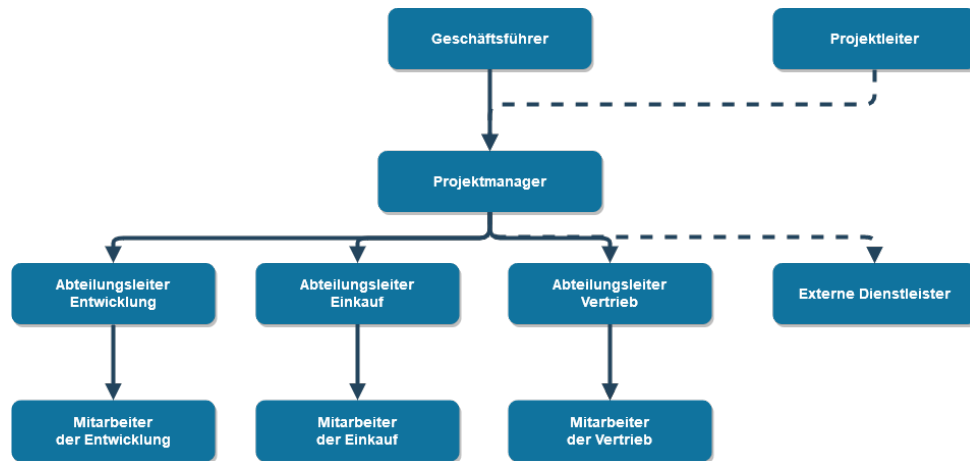 Geschäftsführer
Projektleiter
Projektmanager
Abteilungsleiter
Entwicklung
Abteilungsleiter
Einkauf
Abteilungsleiter
Vertrieb
Externe Dienstleister
Mitarbeiter
der Entwicklung
Mitarbeiter
der Einkauf
Mitarbeiter
der Vertrieb